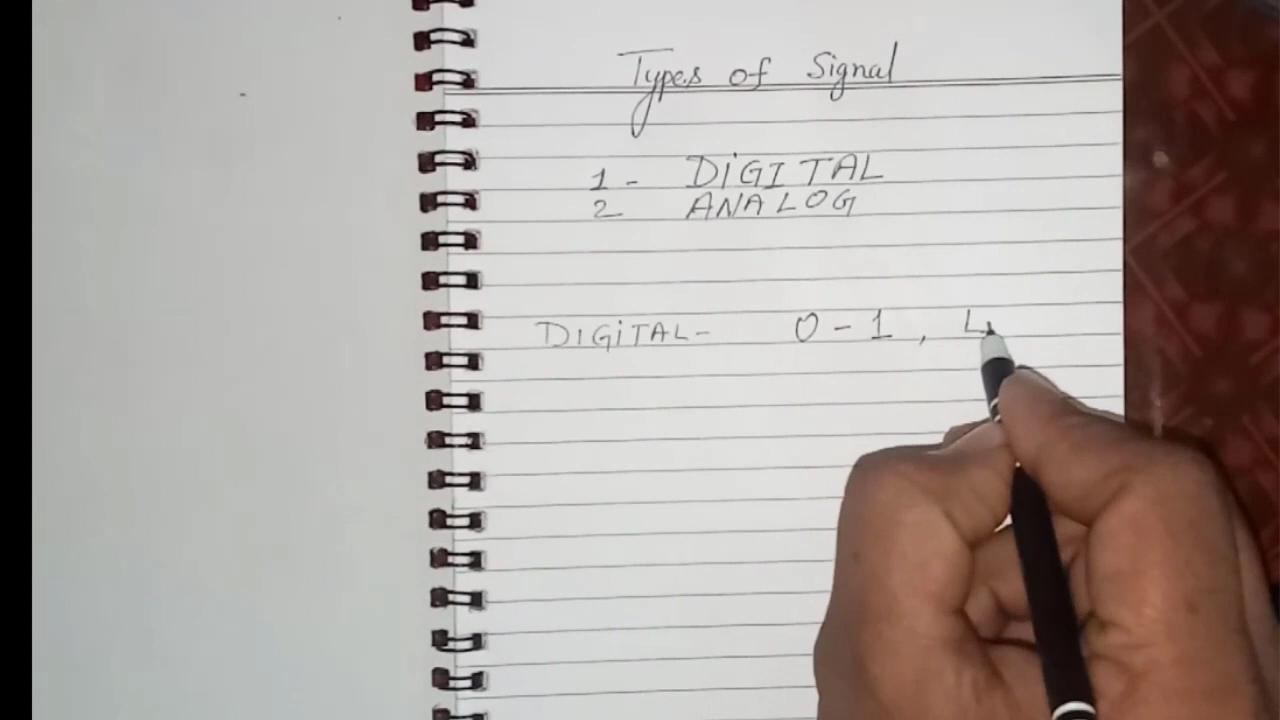 Types of Signal
1 - DIGITAL
2 ANALOG
DIGITAL - 0 - 1 , L